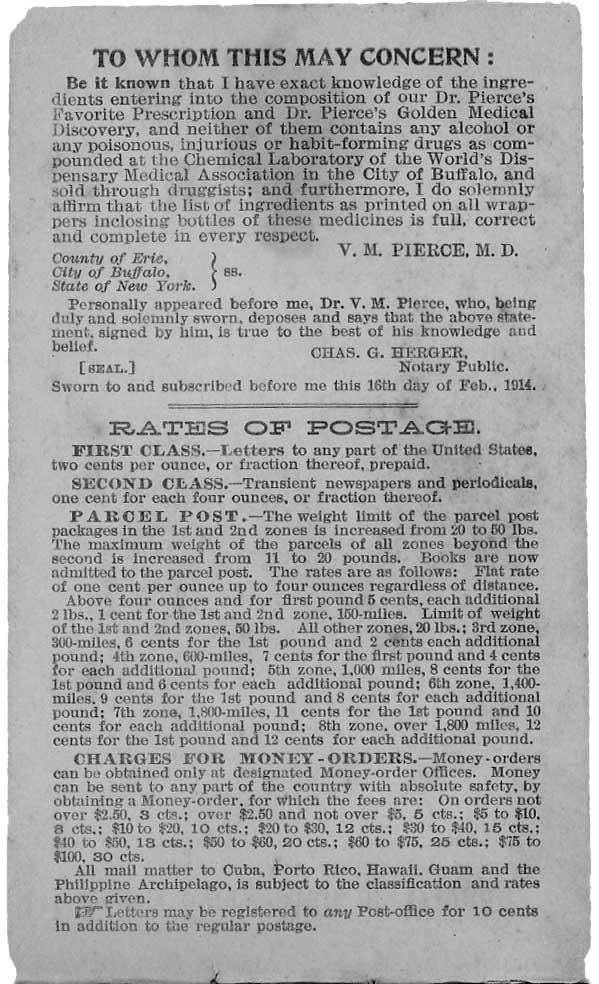 TO WHOM THIS MAY CONCERN:
Be it known that I have exact knowledge of the ingre-
dients entering into the composition of our Dr. Pierce's
Favorite Prescription and Dr. Pierce's Golden Medical
Discovery, and neither of them contains any alcohol or
any poisonous, injurious or habit-forming drugs as com-
pounded at the Chemical Laboratory of the World's Dis-
pensary Medical Association in the City of Buffalo, and
sold through druggists; and furthermore, I do solemnly
affirm that the list of ingredients as printed on all wrap-
pers inclosing bottles of these medicines is full, correct
and complete in every respect.
V. M. PIERCE, M. D.
County of Erie,
City of Buffalo, } ss.
State of New York.
Personally appeared before me, Dr. V. M. Pierce, who, being
duly and solemnly sworn, deposes and says that the above state-
ment, signed by him, is true to the best of his knowledge and
belief.
CHAS. G. HERGER,
[SEAL.] Notary Public.
Sworn to and subscribed before me this 16th day of Feb., 1914.
RATES OF POSTAGE.
FIRST CLASS.—Letters to any part of the United States,
two cents per ounce, or fraction thereof, prepaid.
SECOND CLASS.—Transient newspapers and periodicals,
one cent for each four ounces, or fraction thereof.
PARCEL POST.—The weight limit of the parcel post
packages in the 1st and 2nd zones is increased from 20 to 50 lbs.
The maximum weight of the parcels of all zones beyond the
second is increased from 11 to 20 pounds. Books are now
admitted to the parcel post. The rates are as follows: Flat rate
of one cent per ounce up to four ounces regardless of distance.
Above four ounces and for first pound 5 cents, each additional
2 lbs., 1 cent for the 1st and 2nd zone, 150-miles. Limit of weight
of the 1st and 2nd zones, 50 lbs. All other zones, 20 lbs.; 3rd zone,
300-miles, 6 cents for the 1st pound and 2 cents each additional
pound; 4th zone, 600-miles, 7 cents for the first pound and 4 cents
for each additional pound; 5th zone, 1,000 miles, 8 cents for the
1st pound and 6 cents for each additional pound; 6th zone, 1,400-
miles, 9 cents for the 1st pound and 8 cents for each additional
pound; 7th zone, 1,800-miles, 11 cents for the 1st pound and 10
cents for each additional pound; 8th zone, over 1,800 miles, 12
cents for the 1st pound and 12 cents for each additional pound.
CHARGES FOR MONEY-ORDERS.—Money-orders
can be obtained only at designated Money-order Offices. Money
can be sent to any part of the country with absolute safety, by
obtaining a Money-order, for which the fees are: On orders not
over $2.50, 3 cts.; over $2.50 and not over $5, 5 cts.; $5 to $10,
8 cts.; $10 to $20, 10 cts.; $20 to $30, 12 cts.; $30 to $40, 15 cts.;
$40 to $50, 18 cts.; $50 to $60, 20 cts.; $60 to $75, 25 cts.; $75 to
$100, 30 cts.
All mail matter to Cuba, Porto Rico, Hawaii, Guam and the
Philippine Archipelago, is subject to the classification and rates
above given.
☞ Letters may be registered to any Post-office for 10 cents
in addition to the regular postage.